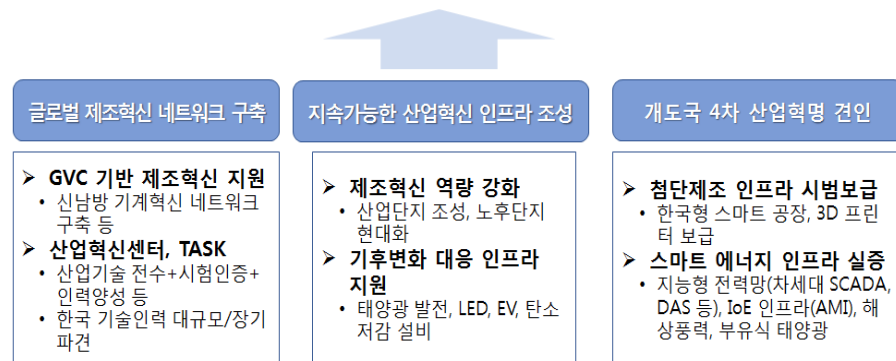 글로벌 제조혁신 네트워크 구축
➢ GVC 기반 제조혁신 지원
• 신남방 기계혁신 네트워크
구축 등
➢ 산업혁신센터, TASK
• 산업기술 전수+시험인증+
인력양성 등
• 한국 기술인력 대규모/장기
파견
지속가능한 산업혁신 인프라 조성
➢ 제조혁신 역량 강화
• 산업단지 조성, 노후단지
현대화
➢ 기후변화 대응 인프라
지원
• 태양광 발전, LED, EV, 탄소
저감 설비
개도국 4차 산업혁명 견인
➢ 첨단제조 인프라 시범보급
• 한국형 스마트 공장, 3D 프린
터 보급
➢ 스마트 에너지 인프라 실증
• 지능형 전력망(차세대 SCADA,
DAS 등), IoE 인프라(AMI), 해
상풍력, 부유식 태양광